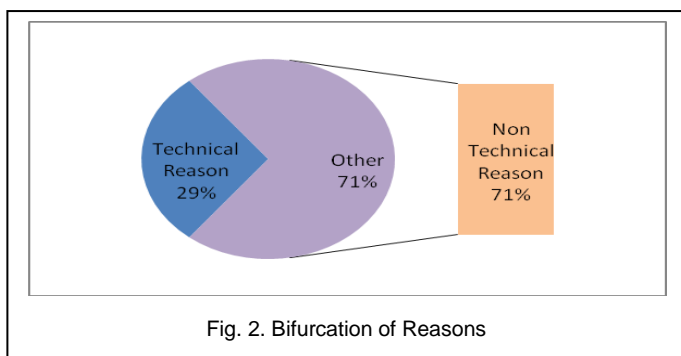 Technical
Reason
29%
Other
71%
Non
Technical
Reason
71%
Fig. 2. Bifurcation of Reasons